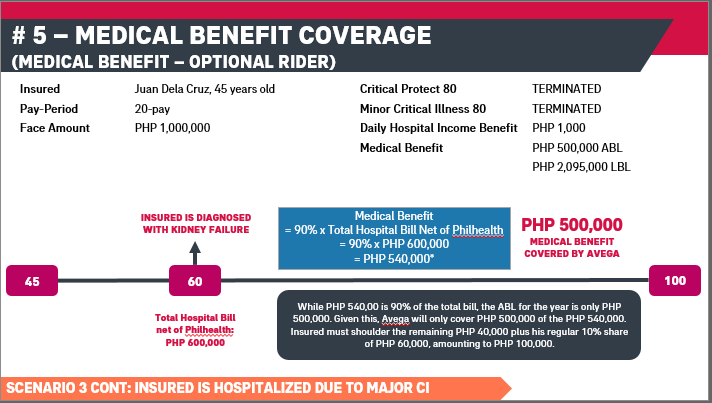 # 5 – MEDICAL BENEFIT COVERAGE
(MEDICAL BENEFIT – OPTIONAL RIDER)
Insured Juan Dela Cruz, 45 years old
Pay-Period 20-pay
Face Amount PHP 1,000,000
Critical Protect 80 TERMINATED
Minor Critical Illness 80 TERMINATED
Daily Hospital Income Benefit PHP 1,000
Medical Benefit PHP 500,000 ABL
PHP 2,095,000 LBL
INSURED IS DIAGNOSED
WITH KIDNEY FAILURE
Medical Benefit
= 90% x Total Hospital Bill Net of Philhealth
= 90% x PHP 600,000
= PHP 540,000*
PHP 500,000
MEDICAL BENEFIT
COVERED BY AVEGA
45
60
100
Total Hospital Bill
net of Philhealth:
PHP 600,000
While PHP 540,00 is 90% of the total bill, the ABL for the year is only PHP
500,000. Given this, Avega will only cover PHP 500,000 of the PHP 540,000.
Insured must shoulder the remaining PHP 40,000 plus his regular 10% share
of PHP 60,000, amounting to PHP 100,000.
SCENARIO 3 CONT: INSURED IS HOSPITALIZED DUE TO MAJOR CI